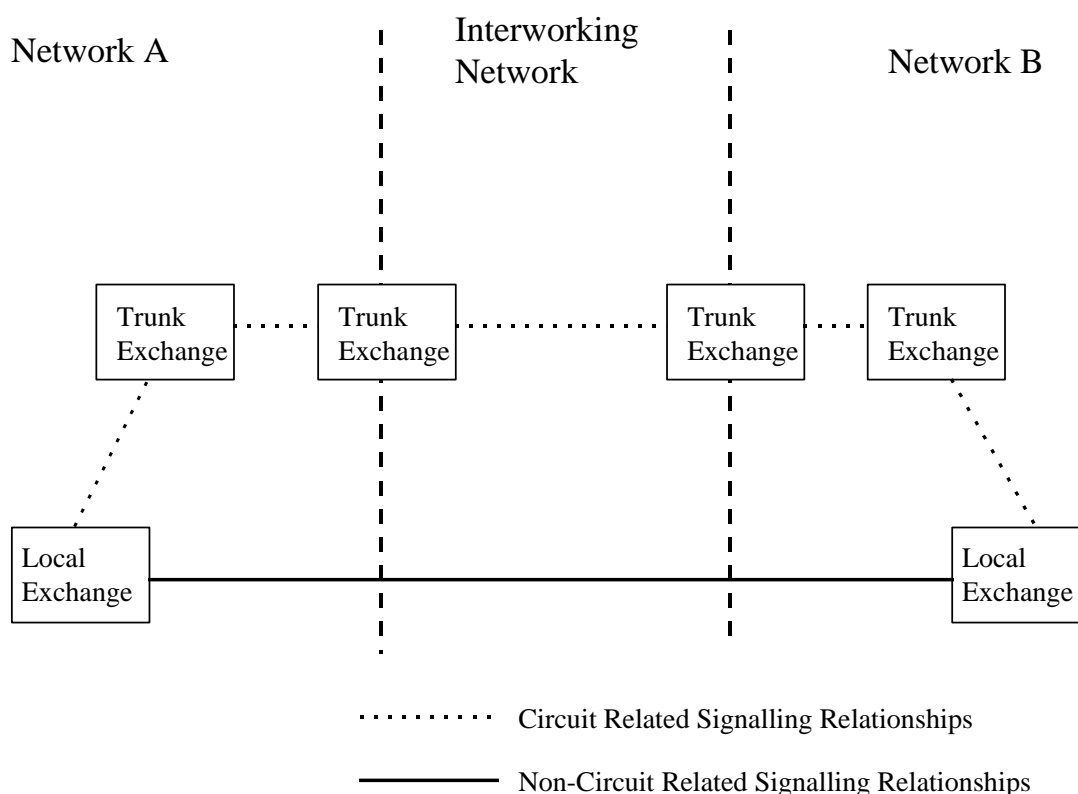 Network A
Interworking
Network
Network B
Trunk
Exchange
Trunk
Exchange
Trunk
Exchange
Trunk
Exchange
Local
Exchange
Local
Exchange
Circuit Related Signalling Relationships
Non-Circuit Related Signalling Relationships